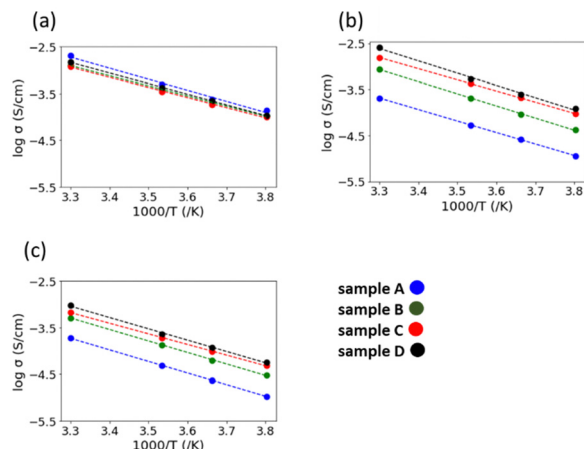 (a)
−2.5
−3.5
−4.5
−5.5
log σ (S/cm)
3.3 3.4 3.5 3.6 3.7 3.8
1000/T (/K)
(b)
−2.5
−3.5
−4.5
−5.5
log σ (S/cm)
3.3 3.4 3.5 3.6 3.7 3.8
1000/T (/K)
(c)
−2.5
−3.5
−4.5
−5.5
log σ (S/cm)
3.3 3.4 3.5 3.6 3.7 3.8
1000/T (/K)
sample A
sample B
sample C
sample D